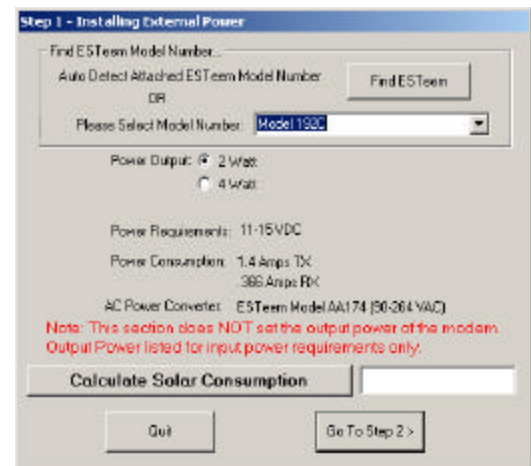 Step 1 - Installing External Power
Find ESTeem Model Number...
Auto Detect Attached ESTeem Model Number
OR
Find ESTeem
Please Select Model Number: Model 192C
Power Output: 2 Watt
4 Watt
Power Requirements: 11-15 VDC
Power Consumption: 1.4 Amps TX
.366 Amps RX
AC Power Converter: ESTeem Model AA174 (90-264 VAC)
Note: This section does NOT set the output power of the modem.
Output Power listed for input power requirements only.
Calculate Solar Consumption
Quit
Go To Step 2 >